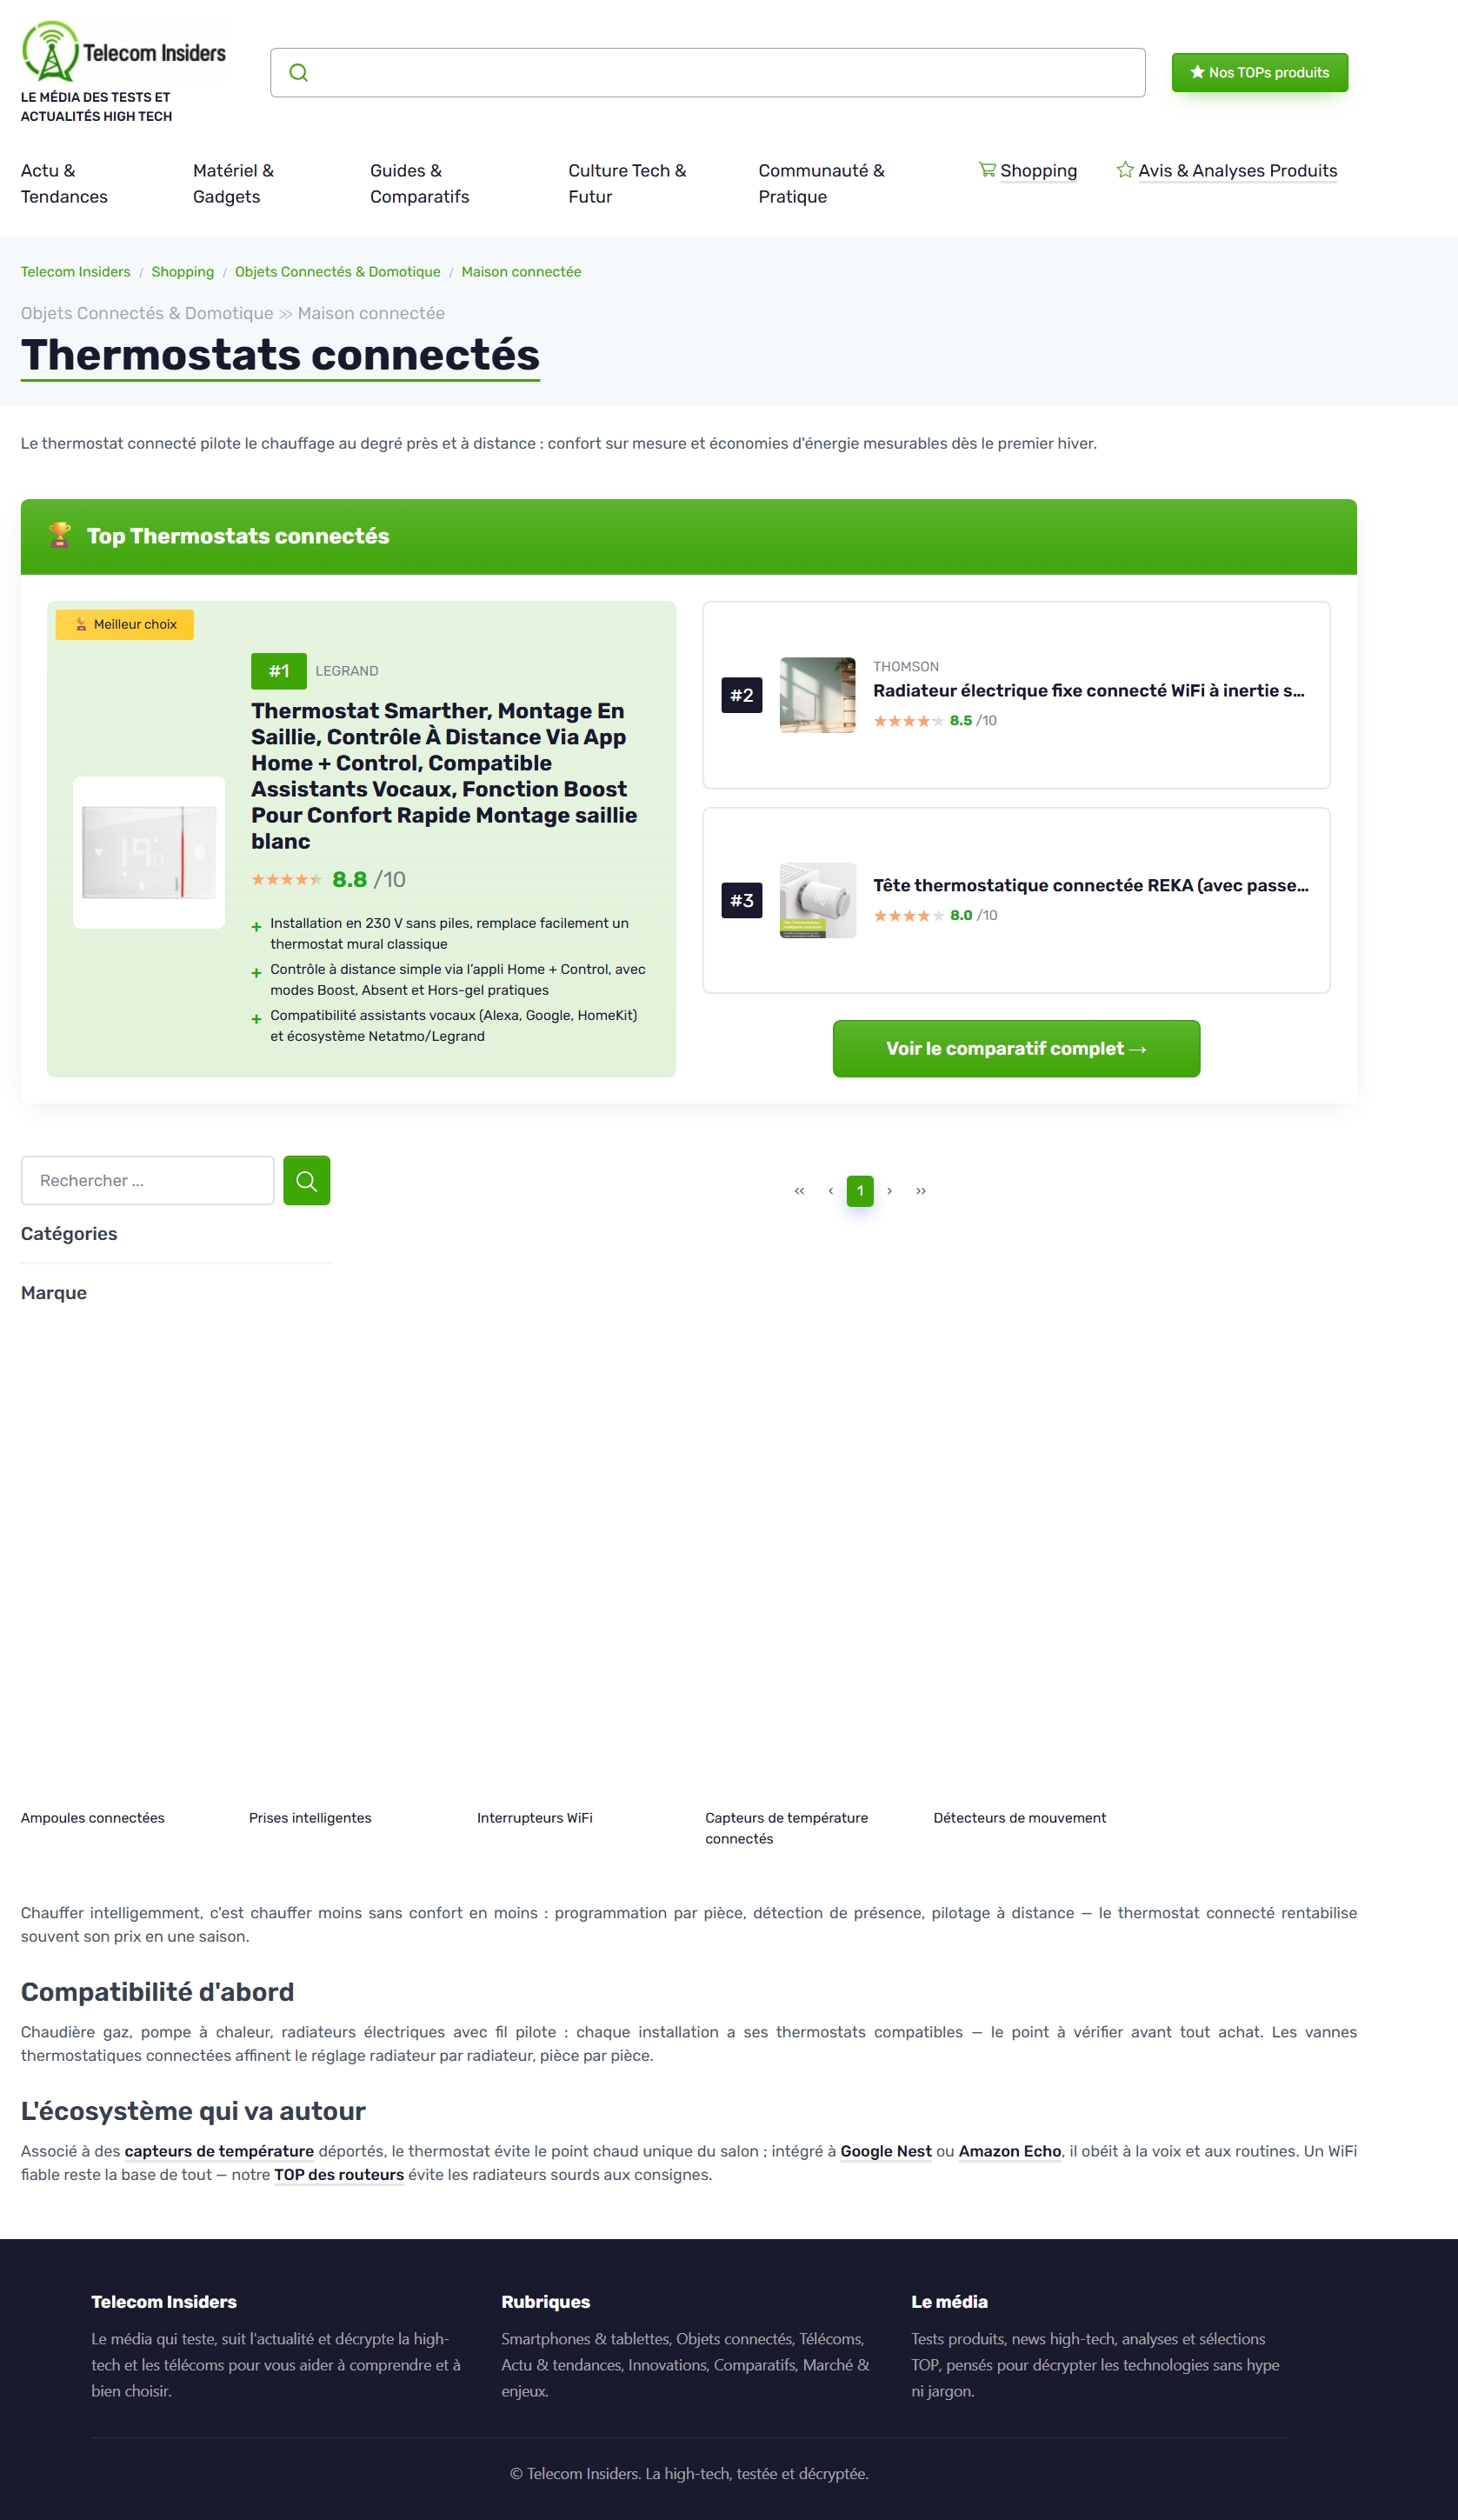 Telecom Insiders
LE MÉDIA DES TESTS ET
ACTUALITÉS HIGH TECH
Nos TOPs produits
Actu &
Tendances
Matériel &
Gadgets
Guides &
Comparatifs
Culture Tech &
Futur
Communauté &
Pratique
Shopping
Avis & Analyses Produits
Telecom Insiders / Shopping / Objets Connectés & Domotique / Maison connectée
Objets Connectés & Domotique >> Maison connectée
Thermostats connectés
Le thermostat connecté pilote le chauffage au degré près et à distance : confort sur mesure et économies d'énergie mesurables dès le premier hiver.
Top Thermostats connectés
Meilleur choix
#1 LEGRAND
Thermostat Smarther, Montage En
Saillie, Contrôle À Distance Via App
Home + Control, Compatible
Assistants Vocaux, Fonction Boost
Pour Confort Rapide Montage saillie
blanc
8.8 /10
+ Installation en 230 V sans piles, remplace facilement un
thermostat mural classique
+ Contrôle à distance simple via l'appli Home + Control, avec
modes Boost, Absent et Hors-gel pratiques
+ Compatibilité assistants vocaux (Alexa, Google, HomeKit)
et écosystème Netatmo/Legrand
#2
THOMSON
Radiateur électrique fixe connecté WiFi à inertie s...
8.5 /10
#3
Tête thermostatique connectée REKA (avec passe...
8.0 /10
Voir le comparatif complet →
Rechercher ...
‹‹ ‹ 1 › ››
Catégories
Marque
Ampoules connectées
Prises intelligentes
Interrupteurs WiFi
Capteurs de température
connectés
Détecteurs de mouvement
Chauffer intelligemment, c'est chauffer moins sans confort en moins : programmation par pièce, détection de présence, pilotage à distance — le thermostat connecté rentabilise
souvent son prix en une saison.
Compatibilité d'abord
Chaudière gaz, pompe à chaleur, radiateurs électriques avec fil pilote : chaque installation a ses thermostats compatibles — le point à vérifier avant tout achat. Les vannes
thermostatiques connectées affinent le réglage radiateur par radiateur, pièce par pièce.
L'écosystème qui va autour
Associé à des capteurs de température déportés, le thermostat évite le point chaud unique du salon ; intégré à Google Nest ou Amazon Echo, il obéit à la voix et aux routines. Un WiFi
fiable reste la base de tout — notre TOP des routeurs évite les radiateurs sourds aux consignes.
Telecom Insiders
Le média qui teste, suit l'actualité et décrypte la high-
tech et les télécoms pour vous aider à comprendre et à
bien choisir.
Rubriques
Smartphones & tablettes, Objets connectés, Télécoms,
Actu & tendances, Innovations, Comparatifs, Marché &
enjeux.
Le média
Tests produits, news high-tech, analyses et sélections
TOP, pensés pour décrypter les technologies sans hype
ni jargon.
© Telecom Insiders. La high-tech, testée et décryptée.